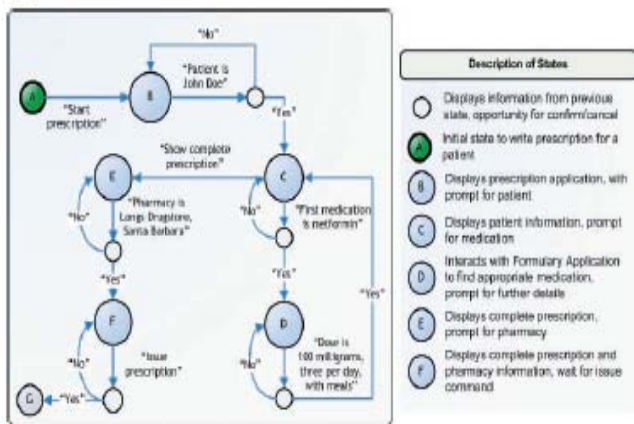 "No"
"Patient is
John Doe"
A
B
"Start
prescription"
"Yes"
"Show complete
prescription"
E
C
"Pharmacy is
Longs Drugstore,
Santa Barbara"
"No"
"No"
"First medication
is metformin"
"Yes"
"Yes"
"Yes"
F
D
"Issue
prescription"
"No"
"No"
"Dose is
100 milligrams,
three per day,
with meals"
G
"Yes"
Description of States
Displays information from previous
state, opportunity for confirm/cancel
A
Initial state to write prescription for a
patient
B
Displays prescription application, with
prompt for patient
C
Displays patient information, prompt
for medication
D
Interacts with Formulary Application
to find appropriate medication,
prompt for further details
E
Displays complete prescription,
prompt for pharmacy
F
Displays complete prescription and
pharmacy information, wait for issue
command